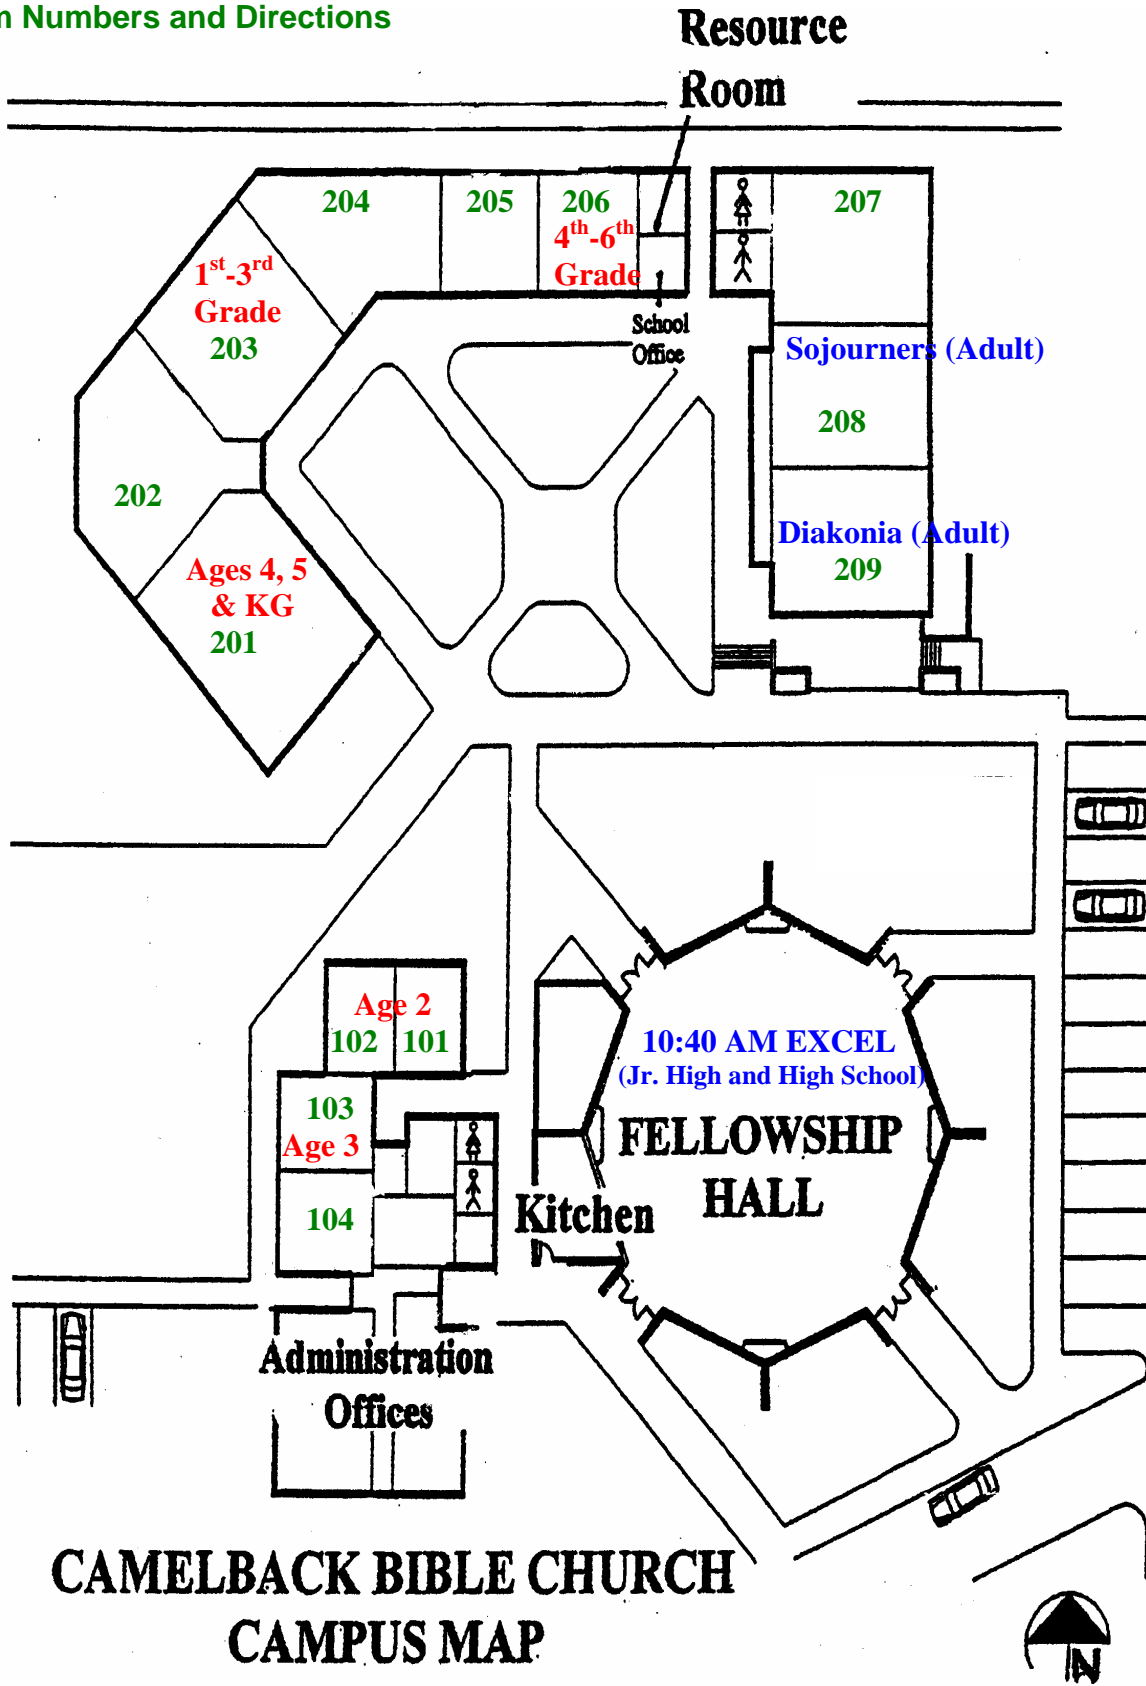 n Numbers and Directions
Resource
Room
204
205
206
4th-6th
Grade
207
1st-3rd
Grade
203
School
Office
Sojourners (Adult)
208
202
Diakonia (Adult)
209
Ages 4, 5
& KG
201
Age 2
102
101
10:40 AM EXCEL
(Jr. High and High School)
103
Age 3
FELLOWSHIP
HALL
104
Kitchen
Administration
Offices
CAMELBACK BIBLE CHURCH
CAMPUS MAP
N